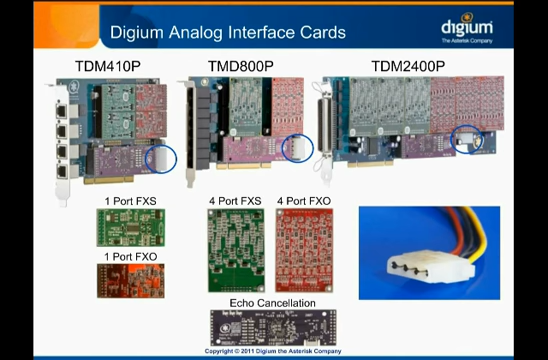 Digium Analog Interface Cards
digium
The Asterisk Company
TDM410P
TMD800P
TDM2400P
1 Port FXS
4 Port FXS
4 Port FXO
1 Port FXO
Echo Cancellation
Copyright © 2011 Digium the Asterisk Company